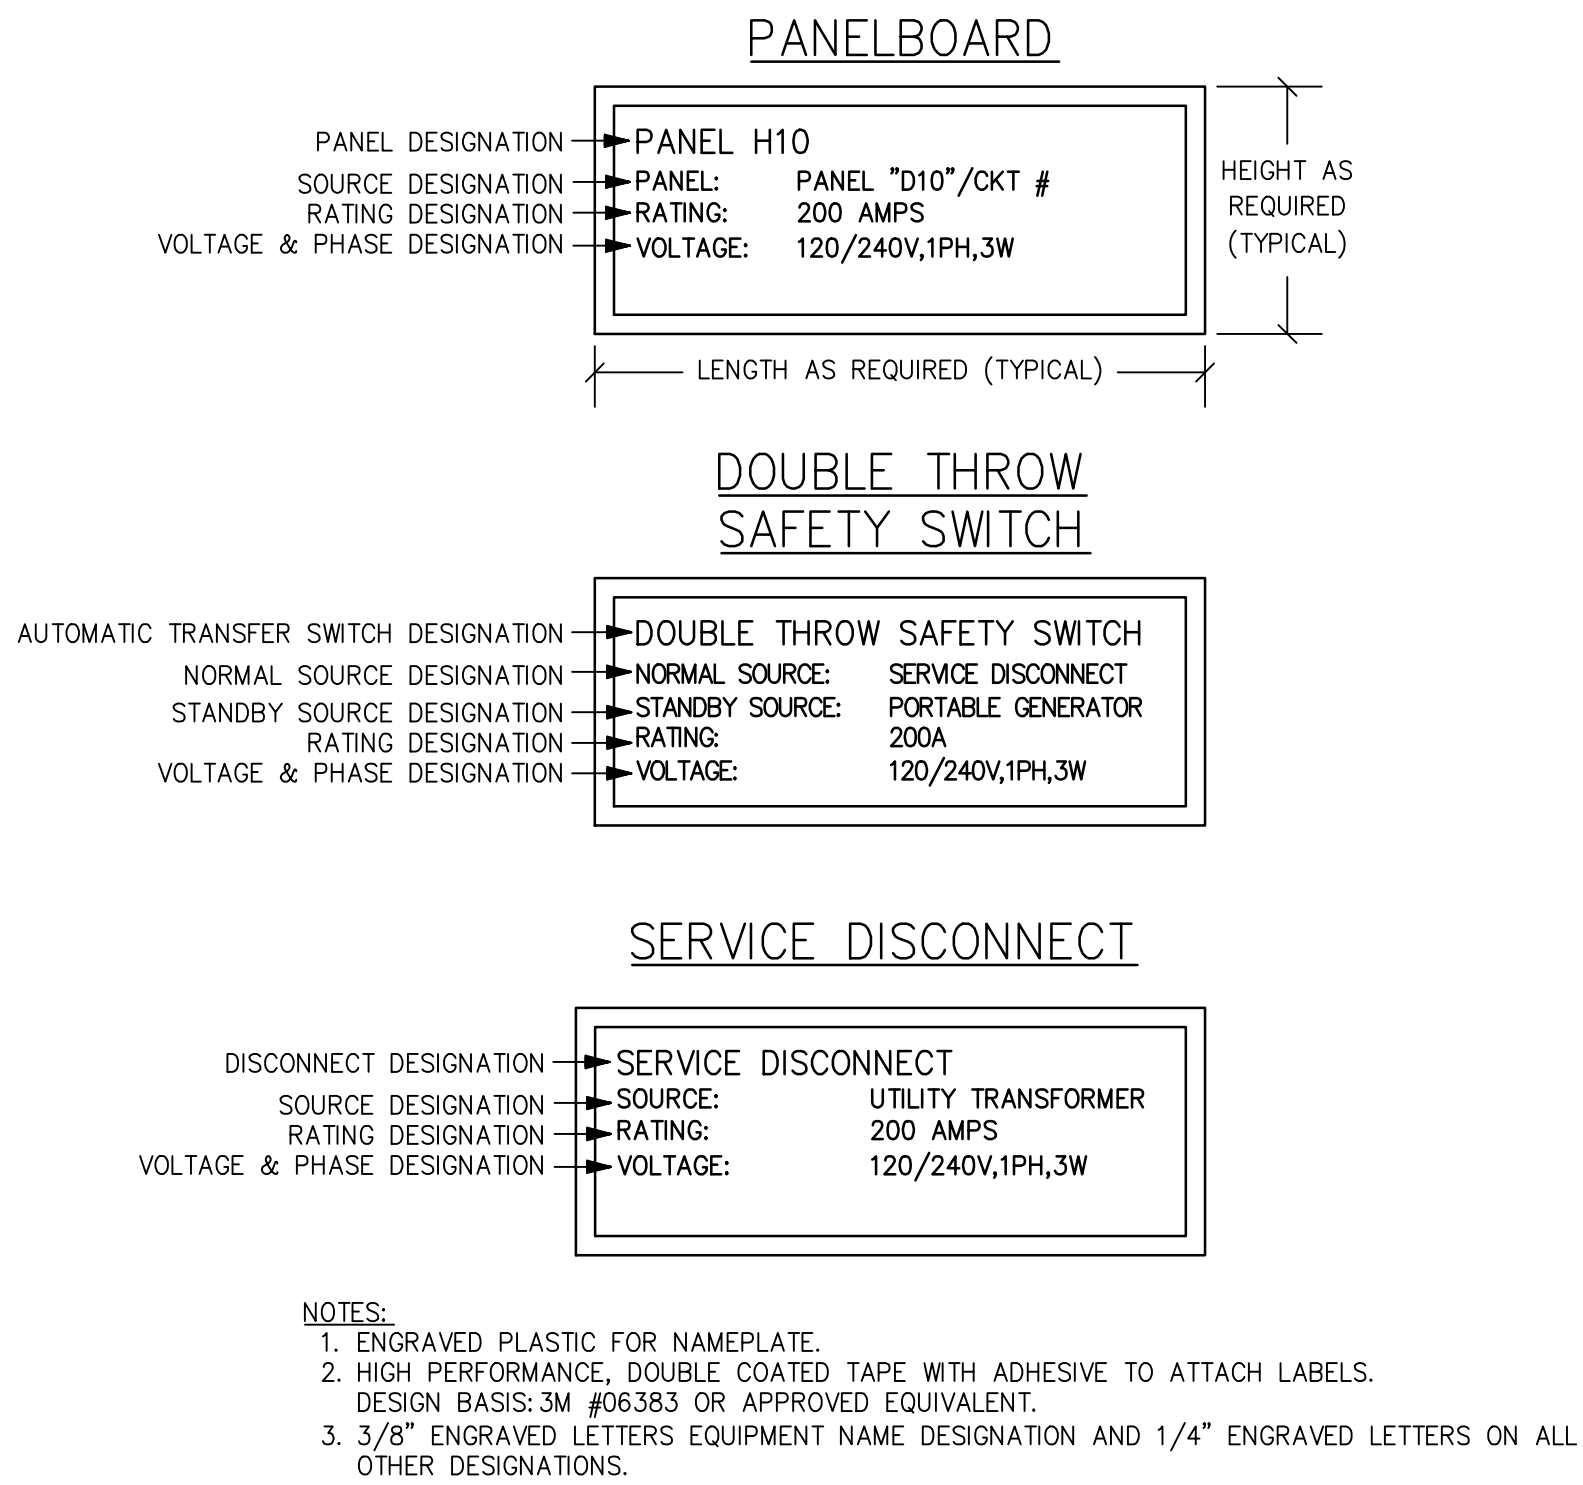 PANELBOARD
PANEL DESIGNATION PANEL H10
SOURCE DESIGNATION PANEL: PANEL "D10"/CKT #
RATING DESIGNATION RATING: 200 AMPS
VOLTAGE & PHASE DESIGNATION VOLTAGE: 120/240V,1PH,3W
HEIGHT AS
REQUIRED
(TYPICAL)
LENGTH AS REQUIRED (TYPICAL)
DOUBLE THROW
SAFETY SWITCH
AUTOMATIC TRANSFER SWITCH DESIGNATION DOUBLE THROW SAFETY SWITCH
NORMAL SOURCE DESIGNATION NORMAL SOURCE: SERVICE DISCONNECT
STANDBY SOURCE DESIGNATION STANDBY SOURCE: PORTABLE GENERATOR
RATING DESIGNATION RATING: 200A
VOLTAGE & PHASE DESIGNATION VOLTAGE: 120/240V,1PH,3W
SERVICE DISCONNECT
DISCONNECT DESIGNATION SERVICE DISCONNECT
SOURCE DESIGNATION SOURCE: UTILITY TRANSFORMER
RATING DESIGNATION RATING: 200 AMPS
VOLTAGE & PHASE DESIGNATION VOLTAGE: 120/240V,1PH,3W
NOTES:
1. ENGRAVED PLASTIC FOR NAMEPLATE.
2. HIGH PERFORMANCE, DOUBLE COATED TAPE WITH ADHESIVE TO ATTACH LABELS.
DESIGN BASIS: 3M #06383 OR APPROVED EQUIVALENT.
3. 3/8" ENGRAVED LETTERS EQUIPMENT NAME DESIGNATION AND 1/4" ENGRAVED LETTERS ON ALL
OTHER DESIGNATIONS.